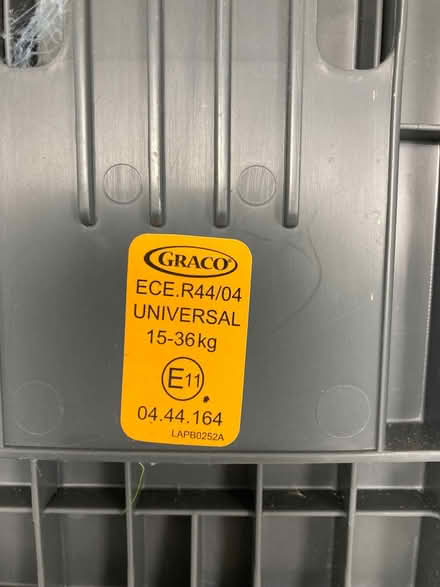 GRACO
ECE.R44/04
UNIVERSAL
15-36kg
E11
04.44.164
LAPB0252A